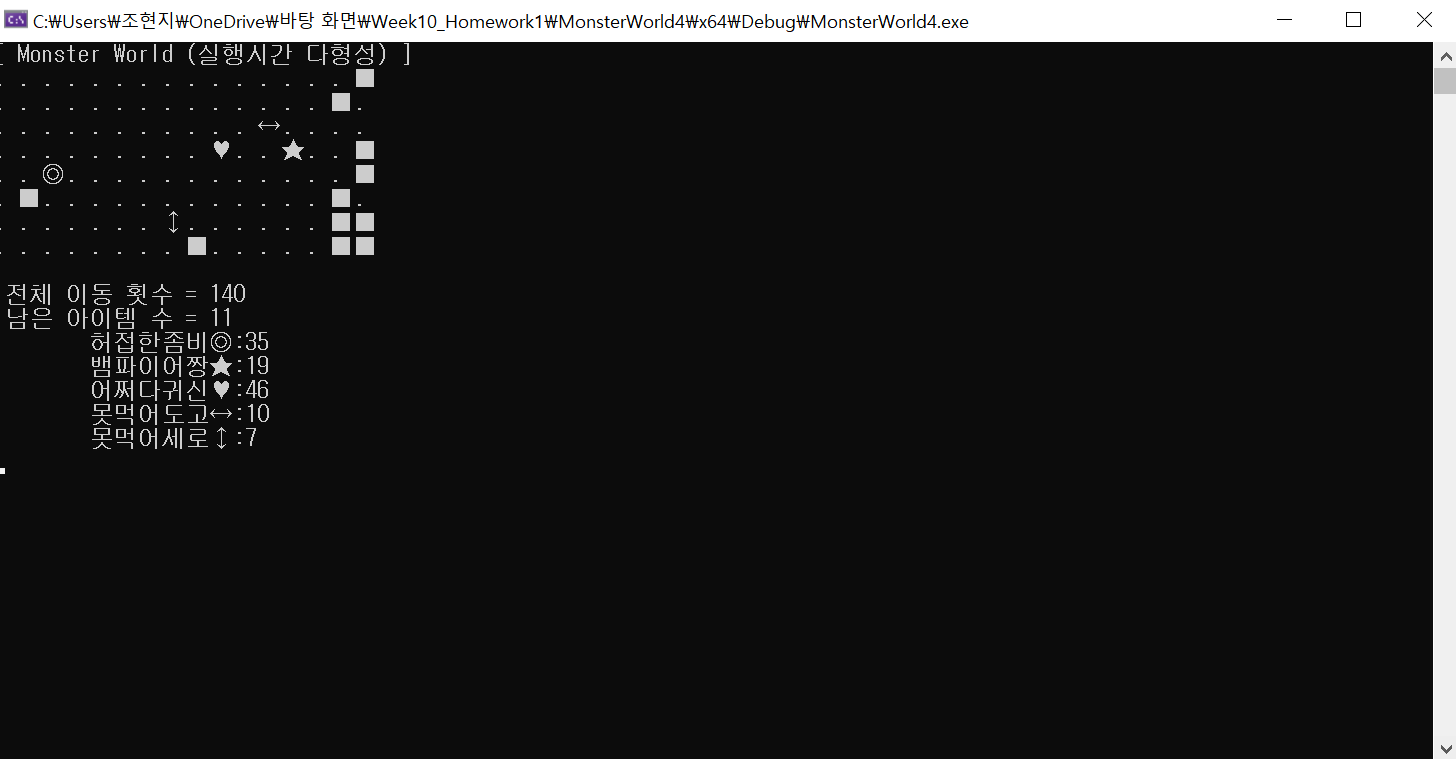 [ Monster World (실행시간 다형성) ]
. . . . . . . . . . . . . . . ■
. . . . . . . . . . . . . . ■.
. . . . . . . . . . . ↔. . . .
. . . . . . . . . ♥. . ★. . ■
. . ◎. . . . . . . . . . . . ■
. ■. . . . . . . . . . . . ■.
. . . . . . . ↕. . . . . . ■■
. . . . . . . . ■. . . . . ■■
전체 이동 횟수 = 140
남은 아이템 수 = 11
허접한좀비◎:35
뱀파이어짱★:19
어쩌다귀신♥:46
못먹어도고↔:10
못먹어세로↕:7
C:₩Users₩조현지₩OneDrive₩바탕 화면₩Week10_Homework1₩MonsterWorld4₩x64₩Debug₩MonsterWorld4.exe